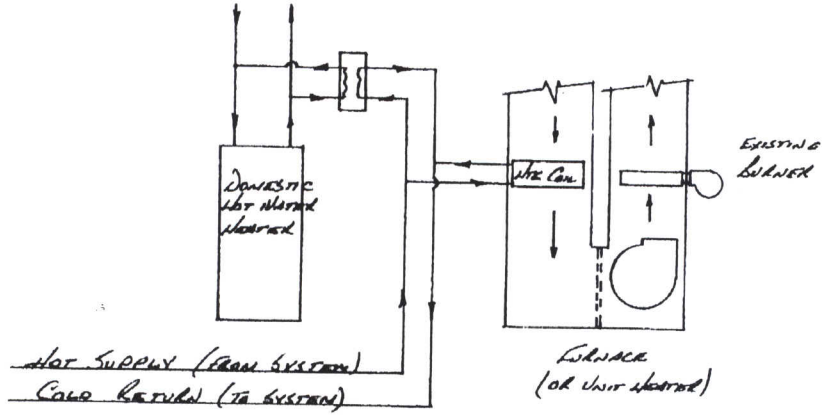 DOMESTIC
HOT WATER
HEATER
HTG COIL
EXISTING
BURNER
HOT SUPPLY (FROM SYSTEM)
COLD RETURN (TO SYSTEM)
FURNACE
(OR UNIT HEATER)